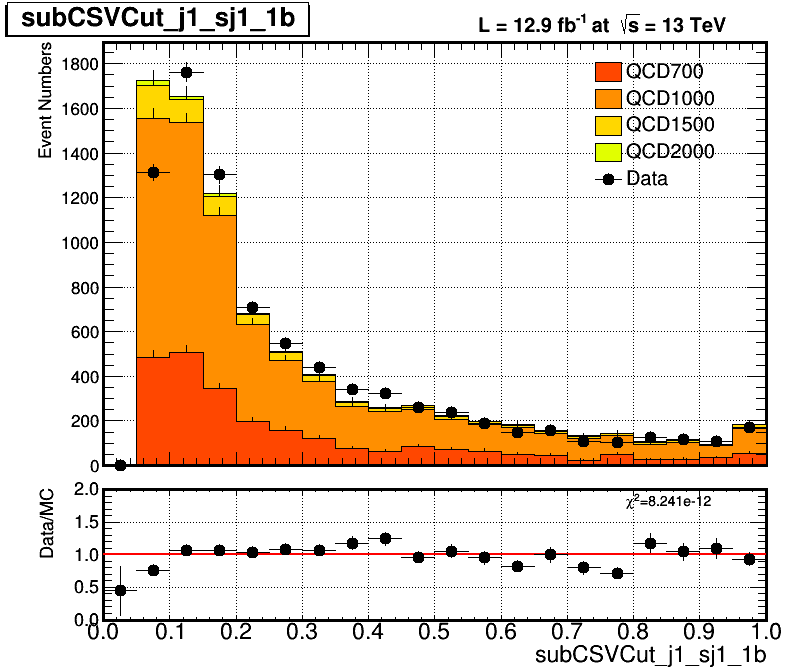 subCSVCut_j1_sj1_1b
L = 12.9 fb⁻¹ at √s = 13 TeV
Event Numbers
1800
1600
1400
1200
1000
800
600
400
200
0
QCD700
QCD1000
QCD1500
QCD2000
Data
Data/MC
2.0
1.5
1.0
0.5
0.0
χ²=8.241e-12
0.0 0.1 0.2 0.3 0.4 0.5 0.6 0.7 0.8 0.9 1.0
subCSVCut_j1_sj1_1b